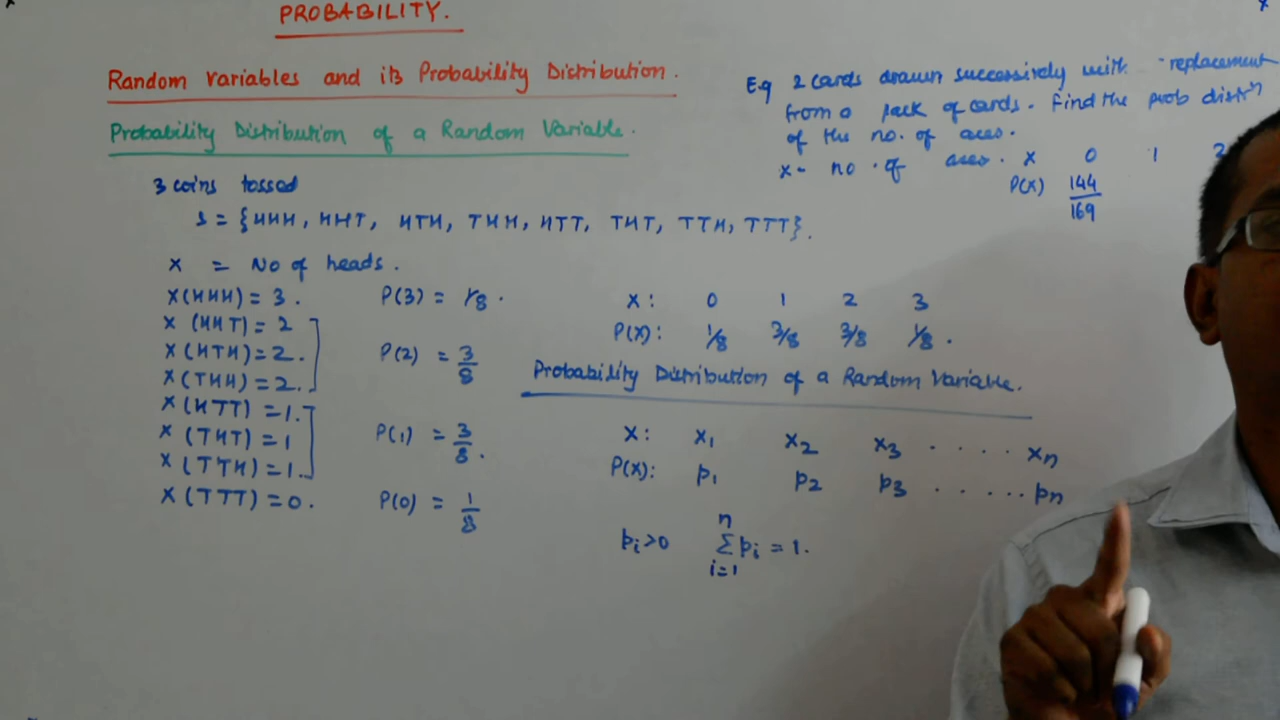 PROBABILITY.
Random variables and its Probability Distribution.
Probability Distribution of a Random Variable.
3 coins tossed
S = {HHH, HHT, HTH, THH, HTT, THT, TTH, TTT}.
X = No of heads.
X(HHH) = 3.
X(HHT) = 2
X(HTH) = 2.
X(THH) = 2.
X(HTT) = 1.
X(THT) = 1
X(TTH) = 1.
X(TTT) = 0.
P(3) = 1/8.
P(2) = 3/8
P(1) = 3/8.
P(0) = 1/8
E.g 2 cards drawn successively with replacement
from a pack of cards. Find the prob distrn
of the no. of aces.
X = no. of aces. X 0 1 2
P(X) 144/169
X: 0 1 2 3
P(X): 1/8 3/8 3/8 1/8.
Probability Distribution of a Random Variable.
X: x₁ x₂ x₃ . . . . . xₙ
P(X): p₁ p₂ p₃ . . . . . pₙ
pᵢ>0 n∑i=1 pᵢ = 1.